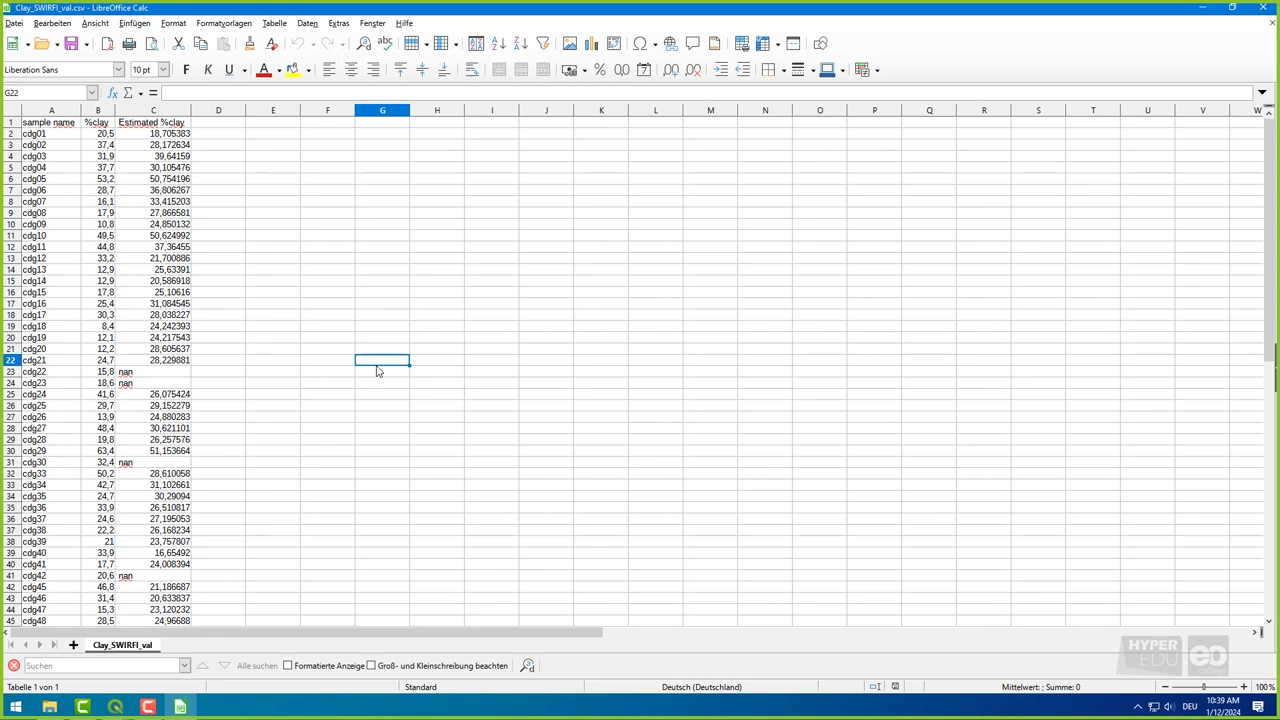 Clay_SWIRFI_val.csv - LibreOffice Calc
Datei Bearbeiten Ansicht Einfügen Format Formatvorlagen Tabelle Daten Extras Fenster Hilfe
Liberation Sans 10 pt F K U A
G22
A B C D E F G H I J K L M N O P Q R S T U V W
1 sample name %clay Estimated %clay
2 cdg01 20,5 18,705383
3 cdg02 37,4 28,172634
4 cdg03 31,9 39,64159
5 cdg04 37,7 30,105476
6 cdg05 53,2 50,754196
7 cdg06 28,7 36,806267
8 cdg07 16,1 33,415203
9 cdg08 17,9 27,866581
10 cdg09 10,8 24,850132
11 cdg10 49,5 50,624992
12 cdg11 44,8 37,36455
13 cdg12 33,2 21,700886
14 cdg13 12,9 25,63391
15 cdg14 12,9 20,586918
16 cdg15 17,8 25,10616
17 cdg16 25,4 31,084545
18 cdg17 30,3 28,038227
19 cdg18 8,4 24,242393
20 cdg19 12,1 24,217543
21 cdg20 12,2 28,605637
22 cdg21 24,7 28,229881
23 cdg22 15,8 nan
24 cdg23 18,6 nan
25 cdg24 41,6 26,075424
26 cdg25 29,7 29,152279
27 cdg26 13,9 24,880283
28 cdg27 48,4 30,621101
29 cdg28 19,8 26,257576
30 cdg29 63,4 51,153664
31 cdg30 32,4 nan
32 cdg33 50,2 28,610058
33 cdg34 42,7 31,102661
34 cdg35 24,7 30,29094
35 cdg36 33,9 26,510817
36 cdg37 24,6 27,195053
37 cdg38 22,2 26,168234
38 cdg39 21 23,757807
39 cdg40 33,9 16,65492
40 cdg41 17,7 24,008394
41 cdg42 20,6 nan
42 cdg45 46,8 21,186687
43 cdg46 31,4 20,633837
44 cdg47 15,3 23,120232
45 cdg48 28,5 24,96688
Clay_SWIRFI_val
HYPER
EDU eo
Suchen Alle suchen Formatierte Anzeige Groß- und Kleinschreibung beachten
Tabelle 1 von 1 Standard Deutsch (Deutschland) Mittelwert: ; Summe: 0 100%
DEU 10:39 AM
1/12/2024